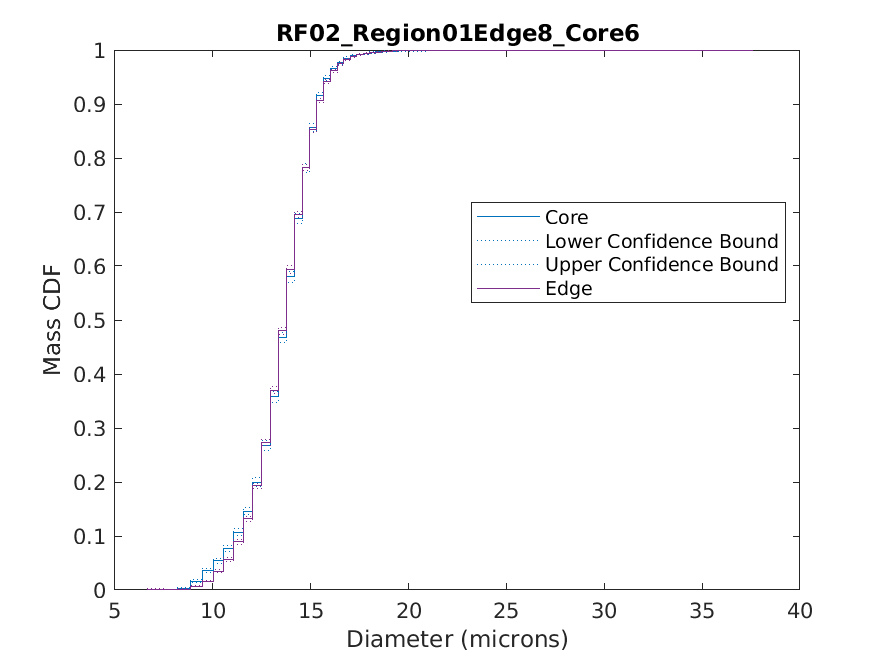 RF02_Region01Edge8_Core6
1
0.9
0.8
0.7
0.6
0.5
0.4
0.3
0.2
0.1
0
Mass CDF
Core
Lower Confidence Bound
Upper Confidence Bound
Edge
5 10 15 20 25 30 35 40
Diameter (microns)